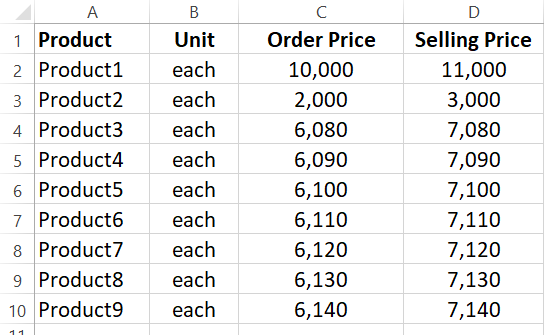 A B C D
1 Product Unit Order Price Selling Price
2 Product1 each 10,000 11,000
3 Product2 each 2,000 3,000
4 Product3 each 6,080 7,080
5 Product4 each 6,090 7,090
6 Product5 each 6,100 7,100
7 Product6 each 6,110 7,110
8 Product7 each 6,120 7,120
9 Product8 each 6,130 7,130
10 Product9 each 6,140 7,140